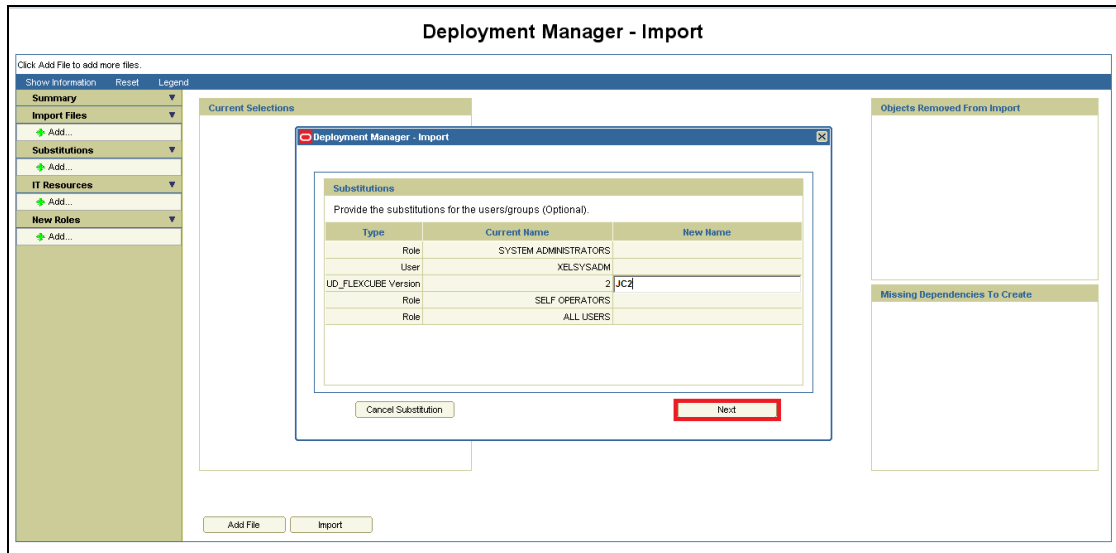 Deployment Manager - Import
Click Add File to add more files.
Show Information Reset Legend
Summary
Import Files
Add...
Substitutions
Add...
IT Resources
Add...
New Roles
Add...
Current Selections
Objects Removed From Import
Missing Dependencies To Create
Deployment Manager - Import
Substitutions
Provide the substitutions for the users/groups (Optional).
Type Current Name New Name
Role SYSTEM ADMINISTRATORS
User XELSYSADM
UD_FLEXCUBE Version 2 JC2
Role SELF OPERATORS
Role ALL USERS
Cancel Substitution Next
Add File Import